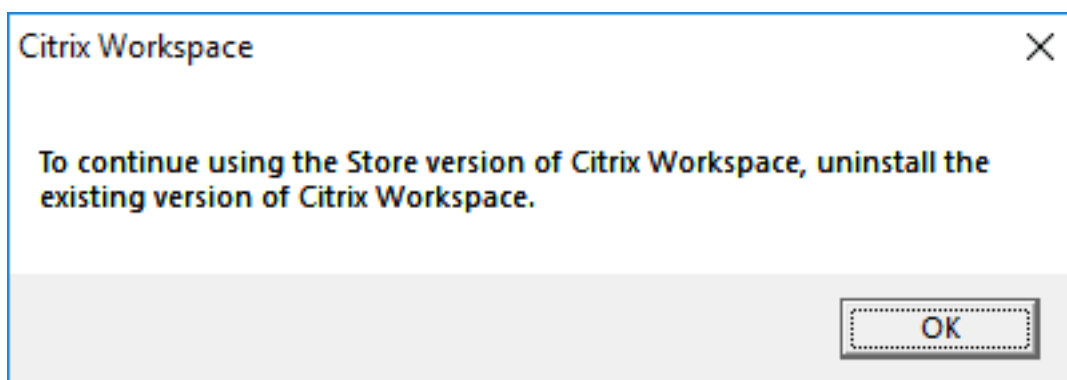 Citrix Workspace
To continue using the Store version of Citrix Workspace, uninstall the
existing version of Citrix Workspace.
OK